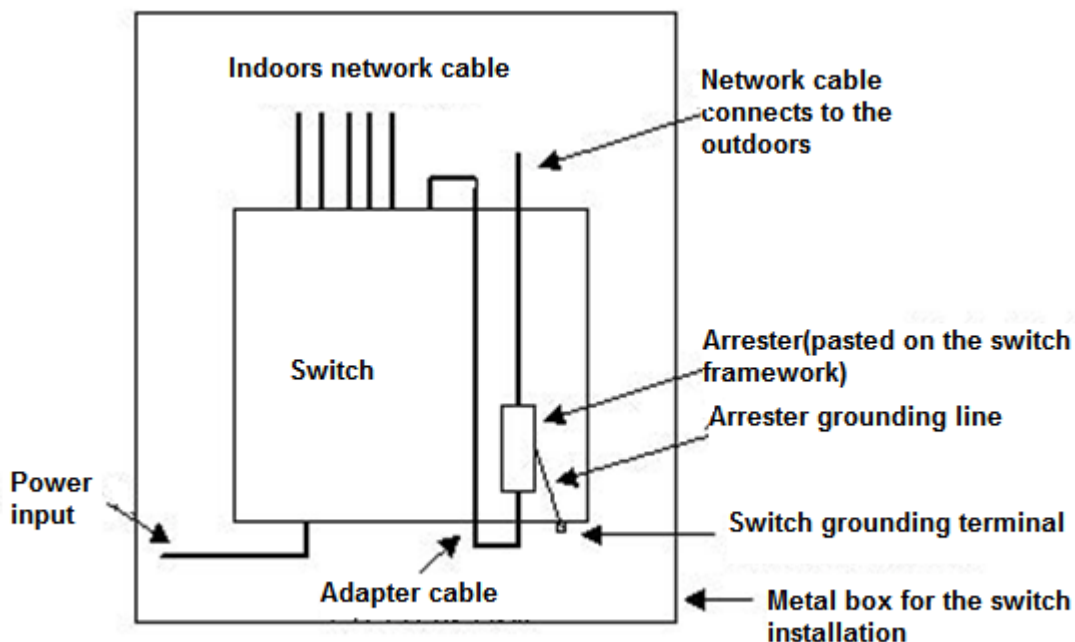 Indoors network cable
Network cable
connects to the
outdoors
Switch
Arrester(pasted on the switch
framework)
Arrester grounding line
Power
input
Switch grounding terminal
Adapter cable
Metal box for the switch
installation